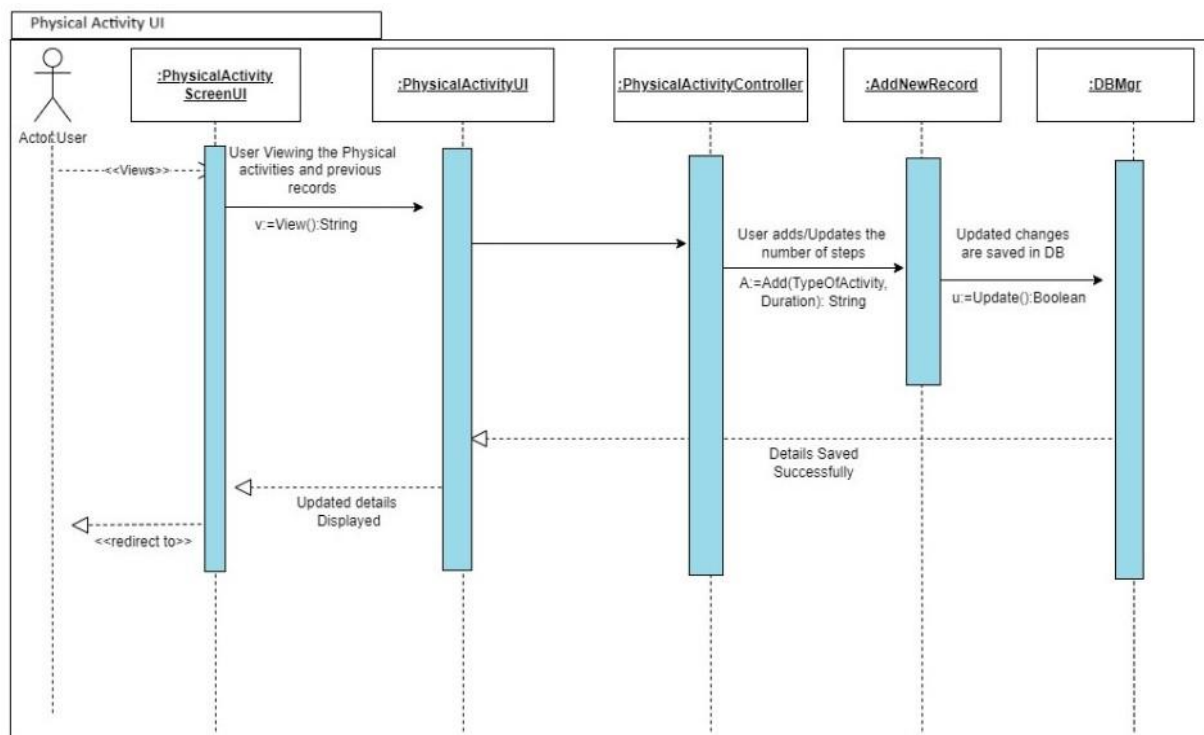 Physical Activity UI
:PhysicalActivity
ScreenUI
:PhysicalActivityUI
:PhysicalActivityController
:AddNewRecord
:DBMgr
Actor:User
<<Views>>
User Viewing the Physical
activities and previous
records
v:=View():String
User adds/Updates the
number of steps
A:=Add(TypeOfActivity,
Duration): String
Updated changes
are saved in DB
u:=Update():Boolean
Details Saved
Successfully
Updated details
Displayed
<<redirect to>>